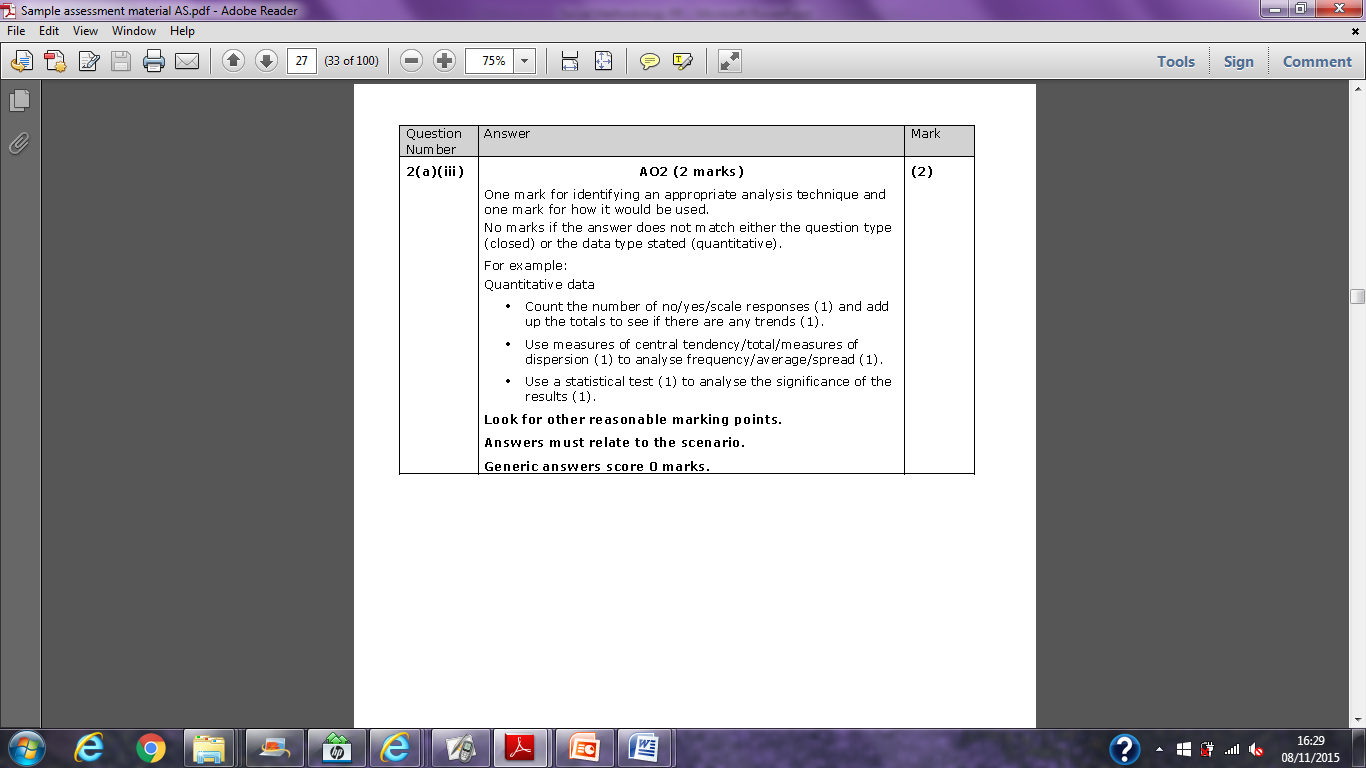 Sample assessment material AS.pdf - Adobe Reader
File Edit View Window Help
27 (33 of 100) 75% Tools Sign Comment
Question Number Answer Mark
2(a)(iii) AO2 (2 marks) (2)
One mark for identifying an appropriate analysis technique and
one mark for how it would be used.
No marks if the answer does not match either the question type
(closed) or the data type stated (quantitative).
For example:
Quantitative data
• Count the number of no/yes/scale responses (1) and add
up the totals to see if there are any trends (1).
• Use measures of central tendency/total/measures of
dispersion (1) to analyse frequency/average/spread (1).
• Use a statistical test (1) to analyse the significance of the
results (1).
Look for other reasonable marking points.
Answers must relate to the scenario.
Generic answers score 0 marks.
16:29
08/11/2015